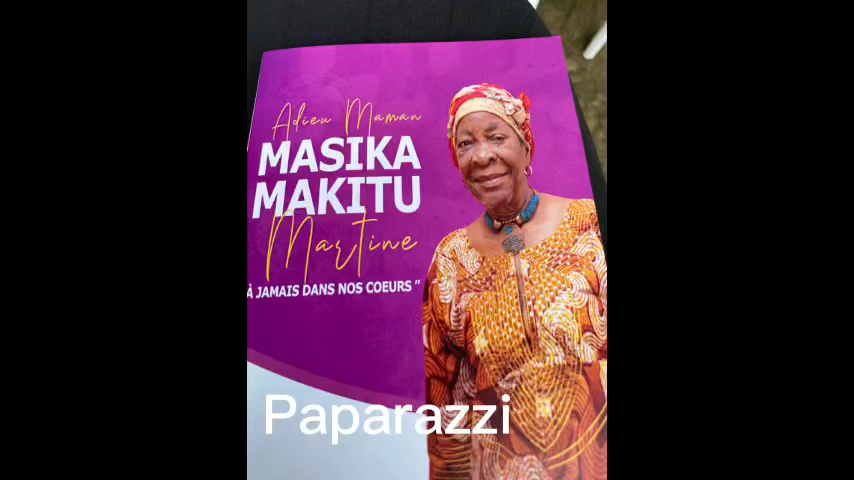 Adieu Maman
MASIKA
MAKITU
Martine
À JAMAIS DANS NOS COEURS "
Paparazzi